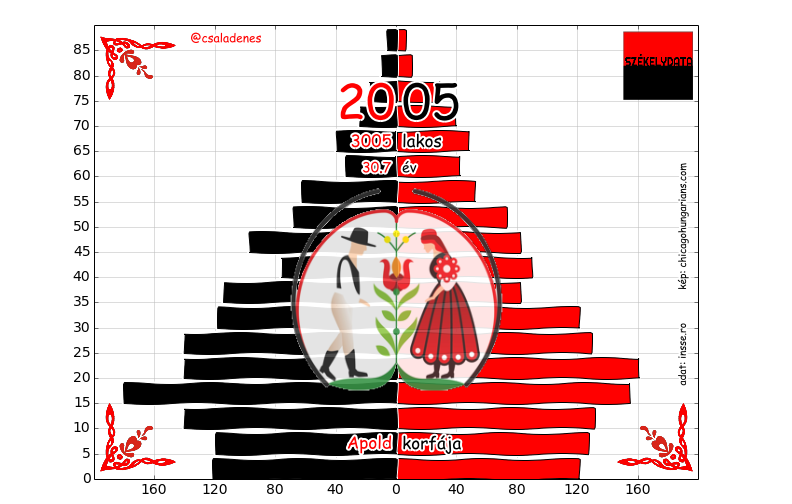 @csaladenes
SZÉKELYDATA
2005
3005 lakos
30.7 év
kép: chicagohungarians.com
adat: insse.ro
Apold korfája
85
80
75
70
65
60
55
50
45
40
35
30
25
20
15
10
5
0
160 120 80 40 0 40 80 120 160